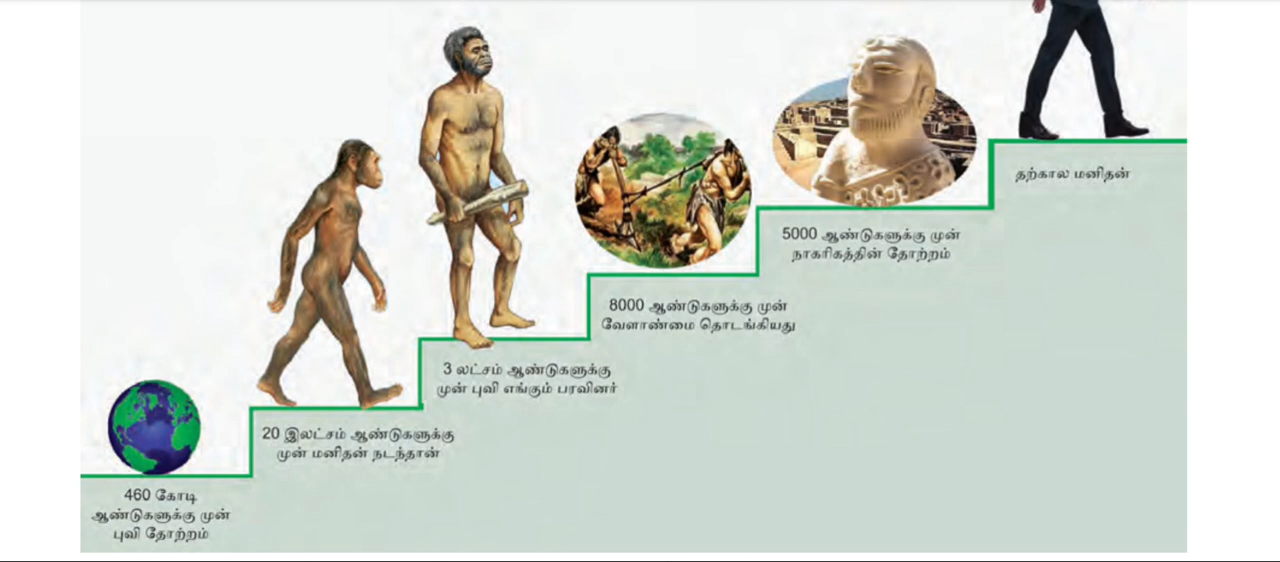 460 கோடி
ஆண்டுகளுக்கு முன்
புவி தோற்றம்
20 இலட்சம் ஆண்டுகளுக்கு
முன் மனிதன் நடந்தான்
3 லட்சம் ஆண்டுகளுக்கு
முன் புவி எங்கும் பரவினர்
8000 ஆண்டுகளுக்கு முன்
வேளாண்மை தொடங்கியது
5000 ஆண்டுகளுக்கு முன்
நாகரிகத்தின் தோற்றம்
தற்கால மனிதன்